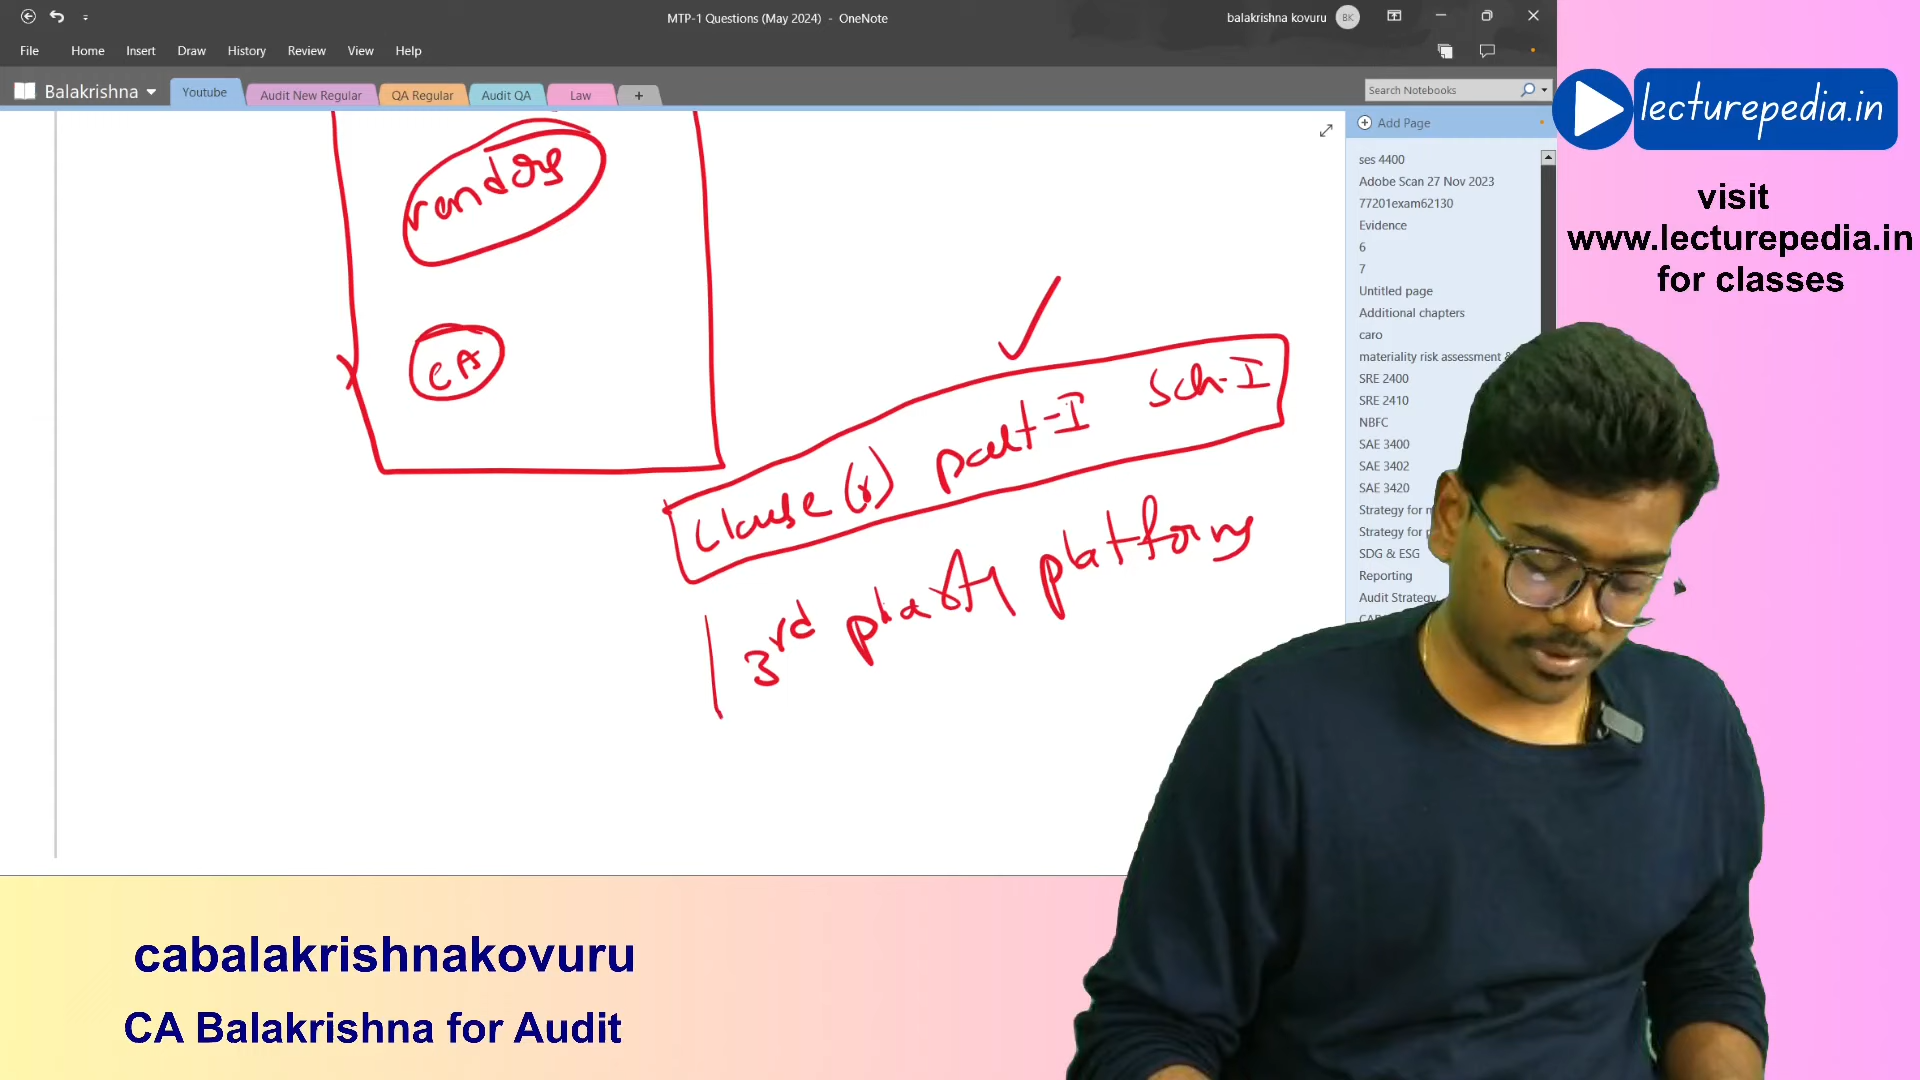 MTP-1 Questions (May 2024) - OneNote
balakrishna kovuru
BK
File Home Insert Draw History Review View Help
Balakrishna
Youtube
Audit New Regular
QA Regular
Audit QA
Law
+
Search Notebooks
Add Page
ses 4400
Adobe Scan 27 Nov 2023
77201exam62130
Evidence
6
7
Untitled page
Additional chapters
caro
materiality risk assessment &
SRE 2400
SRE 2410
NBFC
SAE 3400
SAE 3402
SAE 3420
Strategy for
Strategy for
SDG & ESG
Reporting
Audit Strategy
CA
Part-I Sch-I
3rd
platform
lecturepedia.in
visit
www.lecturepedia.in
for classes
cabalakrishnakovuru
CA Balakrishna for Audit